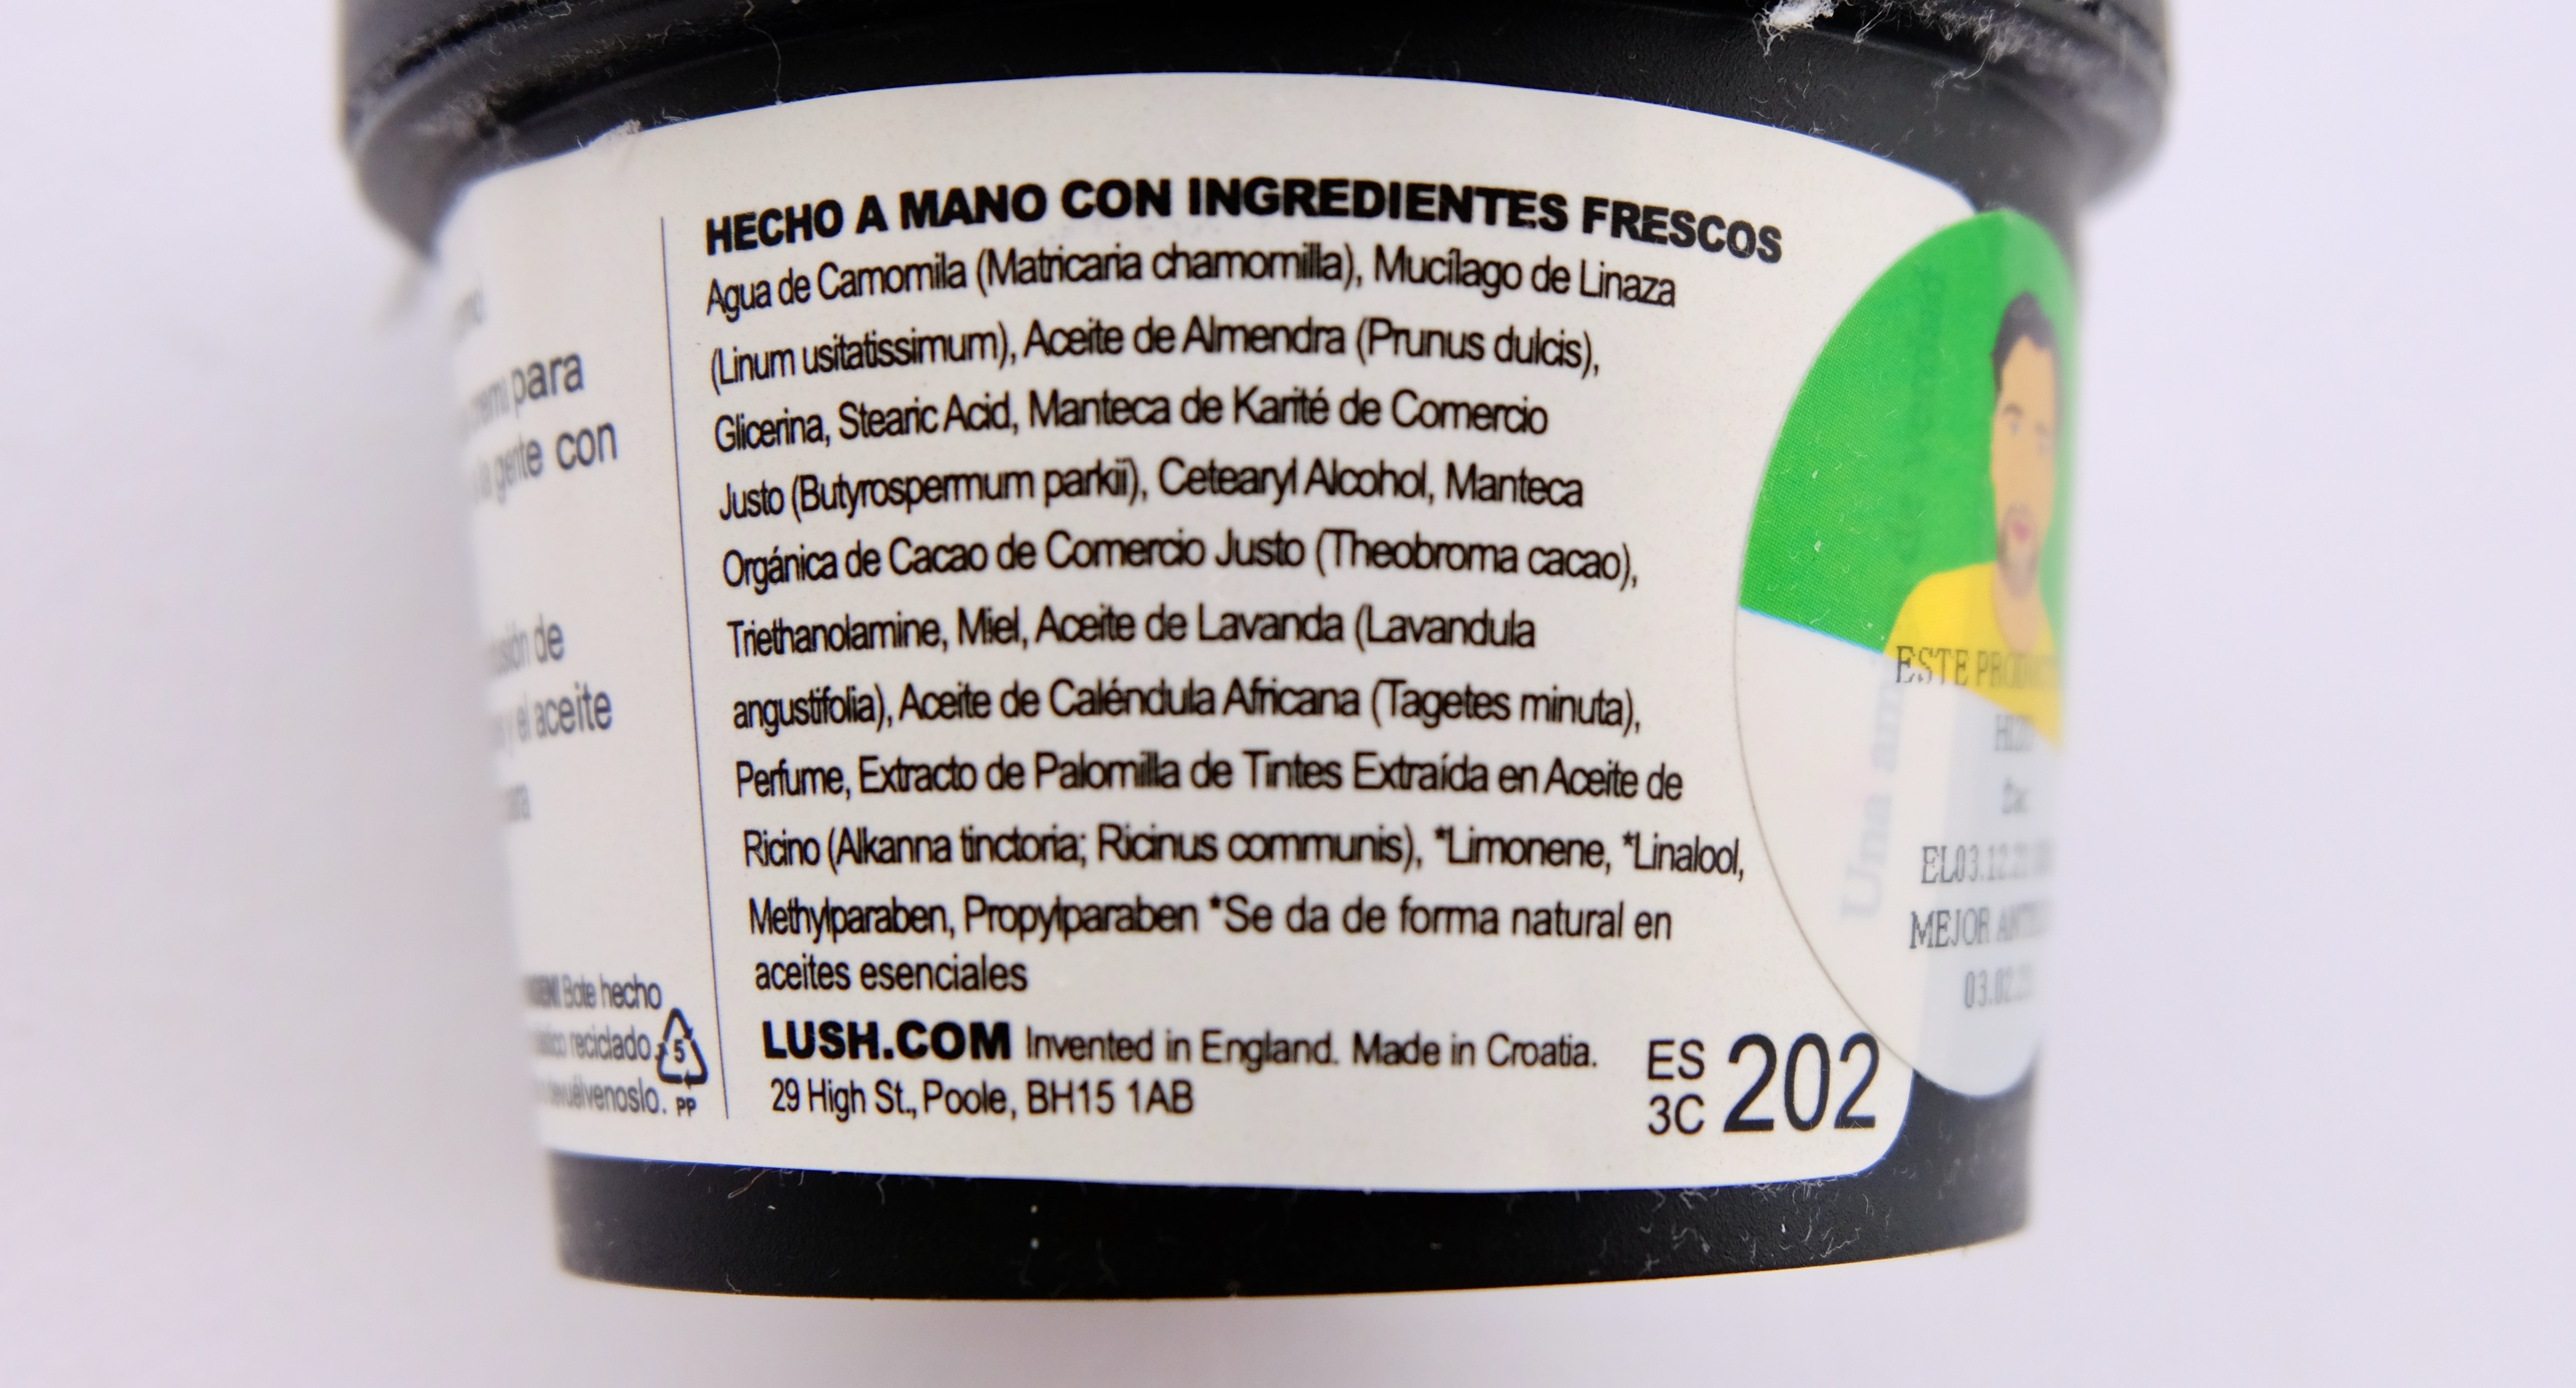 para
gente con
de
y el aceite
Bote hecho
reciclado
devuélvenoslo.
5
PP
HECHO A MANO CON INGREDIENTES FRESCOS
Agua de Camomila (Matricaria chamomilla), Mucílago de Linaza
(Linum usitatissimum), Aceite de Almendra (Prunus dulcis),
Glicerina, Stearic Acid, Manteca de Karité de Comercio
Justo (Butyrospermum parkii), Cetearyl Alcohol, Manteca
Orgánica de Cacao de Comercio Justo (Theobroma cacao),
Triethanolamine, Miel, Aceite de Lavanda (Lavandula
angustifolia), Aceite de Caléndula Africana (Tagetes minuta),
Perfume, Extracto de Palomilla de Tintes Extraída en Aceite de
Ricino (Alkanna tinctoria; Ricinus communis), *Limonene, *Linalool,
Methylparaben, Propylparaben *Se da de forma natural en
aceites esenciales
LUSH.COM Invented in England. Made in Croatia.
29 High St., Poole, BH15 1AB
ES
3C 202
ESTE
MEJOR